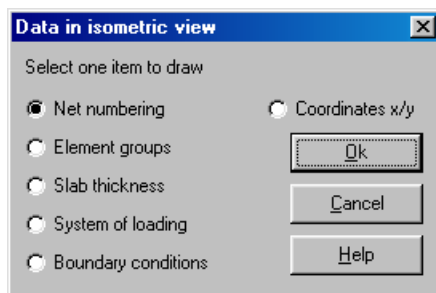 Data in isometric view
Select one item to draw
Net numbering
Coordinates x/y
Element groups
Ok
Slab thickness
Cancel
System of loading
Help
Boundary conditions